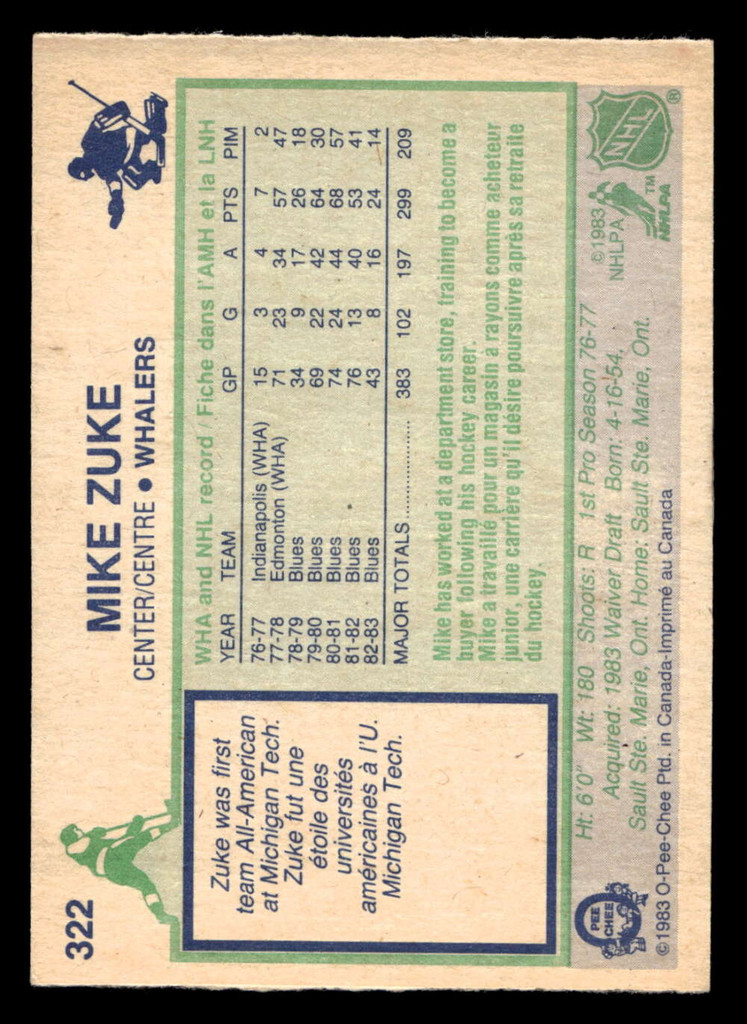 322
MIKE ZUKE
CENTER/CENTRE • WHALERS
Zuke was first
team All-American
at Michigan Tech.
Zuke fut une
étoile des
universités
américaines à l'U.
Michigan Tech.
WHA and NHL record / Fiche dans l'AMH et la LNH
YEAR TEAM GP G A PTS PIM
76-77 Indianapolis (WHA) 15 3 4 7 2
77-78 Edmonton (WHA) 71 23 34 57 47
78-79 Blues 34 9 17 26 18
79-80 Blues 69 22 42 64 30
80-81 Blues 74 24 44 68 57
81-82 Blues 76 13 40 53 41
82-83 Blues 43 8 16 24 14
MAJOR TOTALS .................... 383 102 197 299 209
Mike has worked at a department store, training to become a
buyer following his hockey career.
Mike a travaillé pour un magasin à rayons comme acheteur
junior, une carrière qu'il désire poursuivre après sa retraite
du hockey.
Ht: 6'0" Wt: 180 Shoots: R 1st Pro Season 76-77
Acquired: 1983 Waiver Draft Born: 4-16-54,
Sault Ste. Marie, Ont. Home: Sault Ste. Marie, Ont.
O PEE CHEE
©1983 O-Pee-Chee Ptd. in Canada-Imprimé au Canada
©1983
NHLPA
NHL ®
NHLPA ™